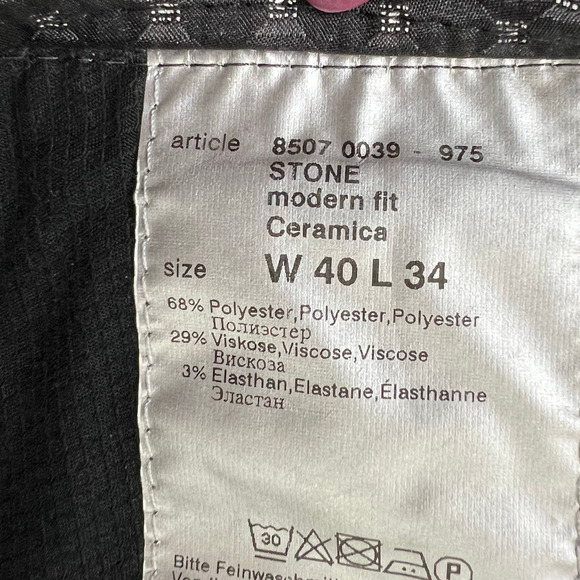 article 8507 0039 - 975
STONE
modern fit
Ceramica
size W 40 L 34
68% Polyester,Polyester,Polyester
Полиэстер
29% Viskose,Viscose,Viscose
Вискоза
3% Elasthan,Elastane,Élasthanne
Эластан
30 P
Bitte